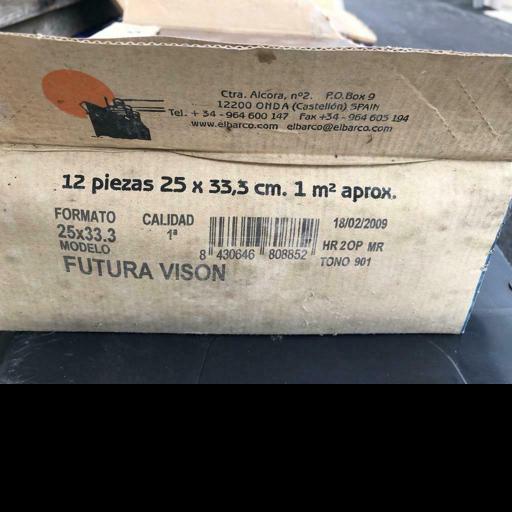 Ctra. Alcora, nº2. P.O.Box 9
12200 ONDA (Castellón) SPAIN
Tel. + 34 - 964 600 147 Fax +34 - 964 605 194
www.elbarco.com elbarco@elbarco.com
12 piezas 25 x 33,3 cm. 1 m² aprox.
FORMATO CALIDAD 18/02/2009
25x33.3 1ª HR2OP MR
MODELO 8 430646 808852 TONO 901
FUTURA VISON